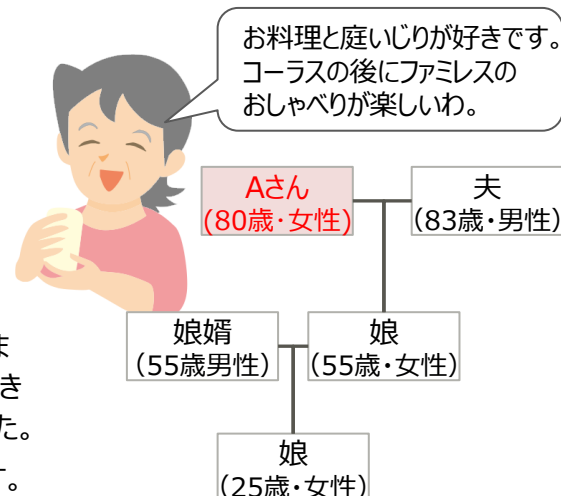 お料理と庭いじりが好きです。
コーラスの後にファミレスの
おしゃべりが楽しいわ。
Aさん
(80歳・女性)
夫
(83歳・男性)
娘婿
(55歳男性)
娘
(55歳・女性)
娘
(25歳・女性)
ま
き
た。
。